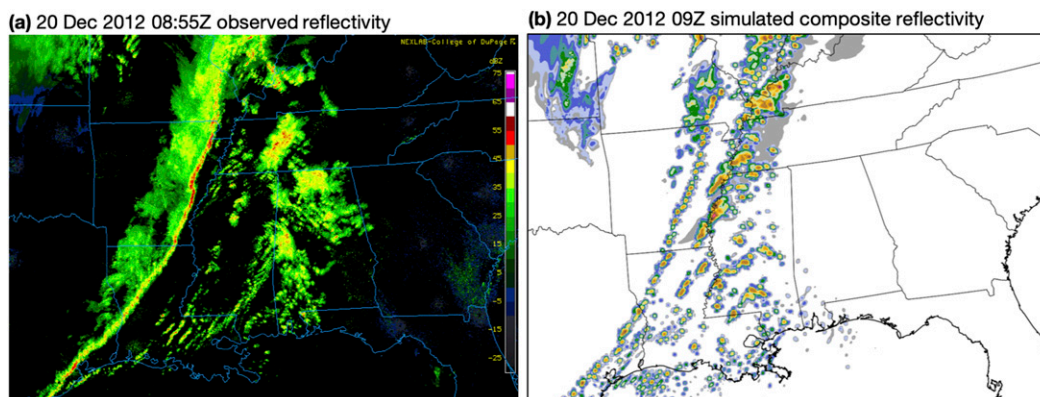 (a) 20 Dec 2012 08:55Z observed reflectivity
NEXLAB-College of DuPage
dBZ
75
65
55
45
35
25
15
5
-5
-15
-25
(b) 20 Dec 2012 09Z simulated composite reflectivity